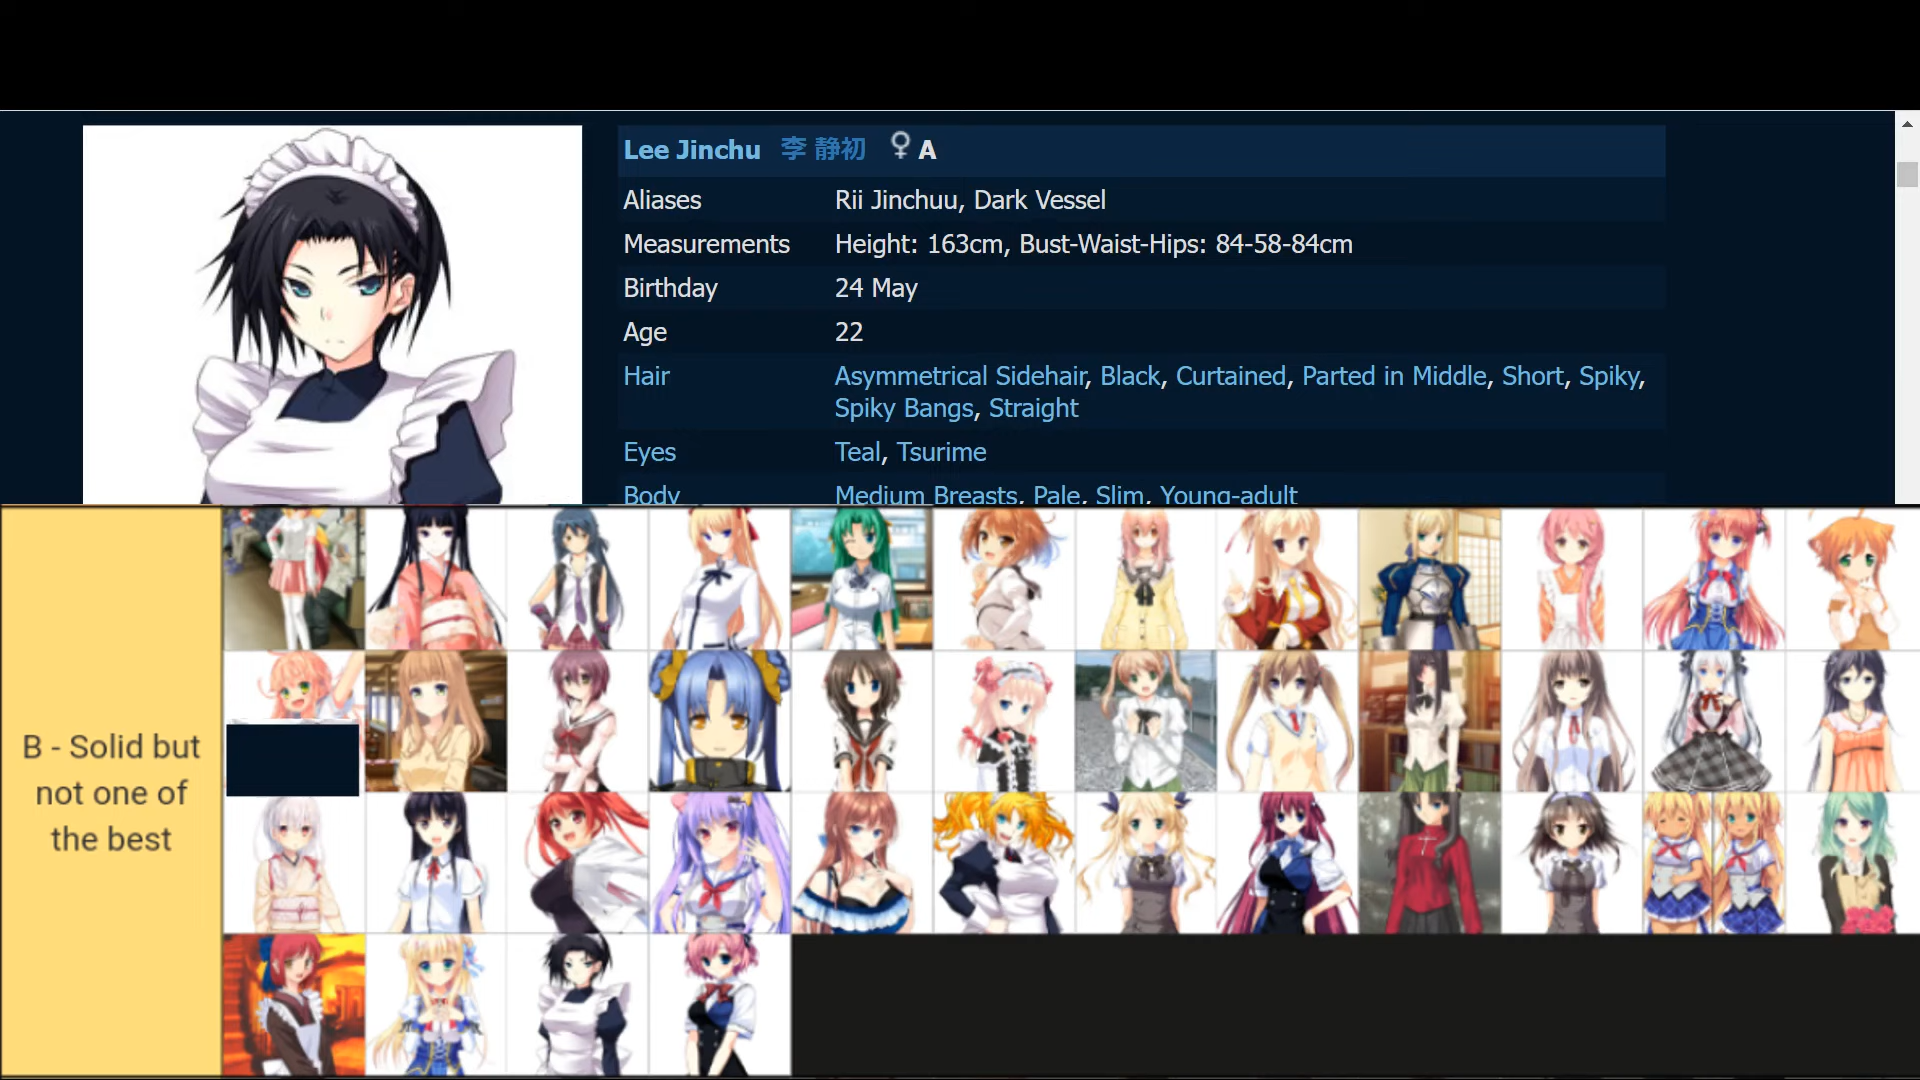 Lee Jinchu 李 静初 ♀ A
Aliases Rii Jinchuu, Dark Vessel
Measurements Height: 163cm, Bust-Waist-Hips: 84-58-84cm
Birthday 24 May
Age 22
Hair Asymmetrical Sidehair, Black, Curtained, Parted in Middle, Short, Spiky,
Spiky Bangs, Straight
Eyes Teal, Tsurime
Body Medium Breasts, Pale, Slim, Young-adult
B - Solid but
not one of
the best